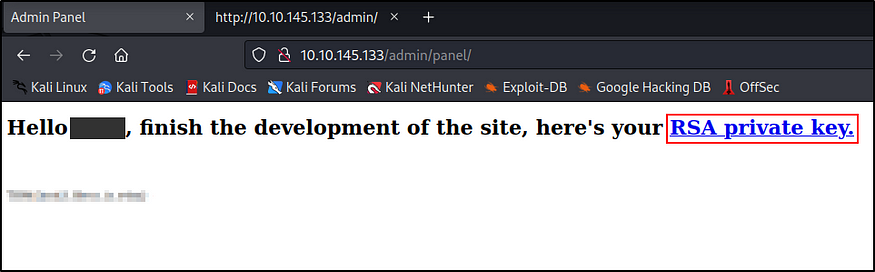 Admin Panel
http://10.10.145.133/admin/
10.10.145.133/admin/panel/
Kali Linux Kali Tools Kali Docs Kali Forums Kali NetHunter Exploit-DB Google Hacking DB OffSec
Hello , finish the development of the site, here's your RSA private key.